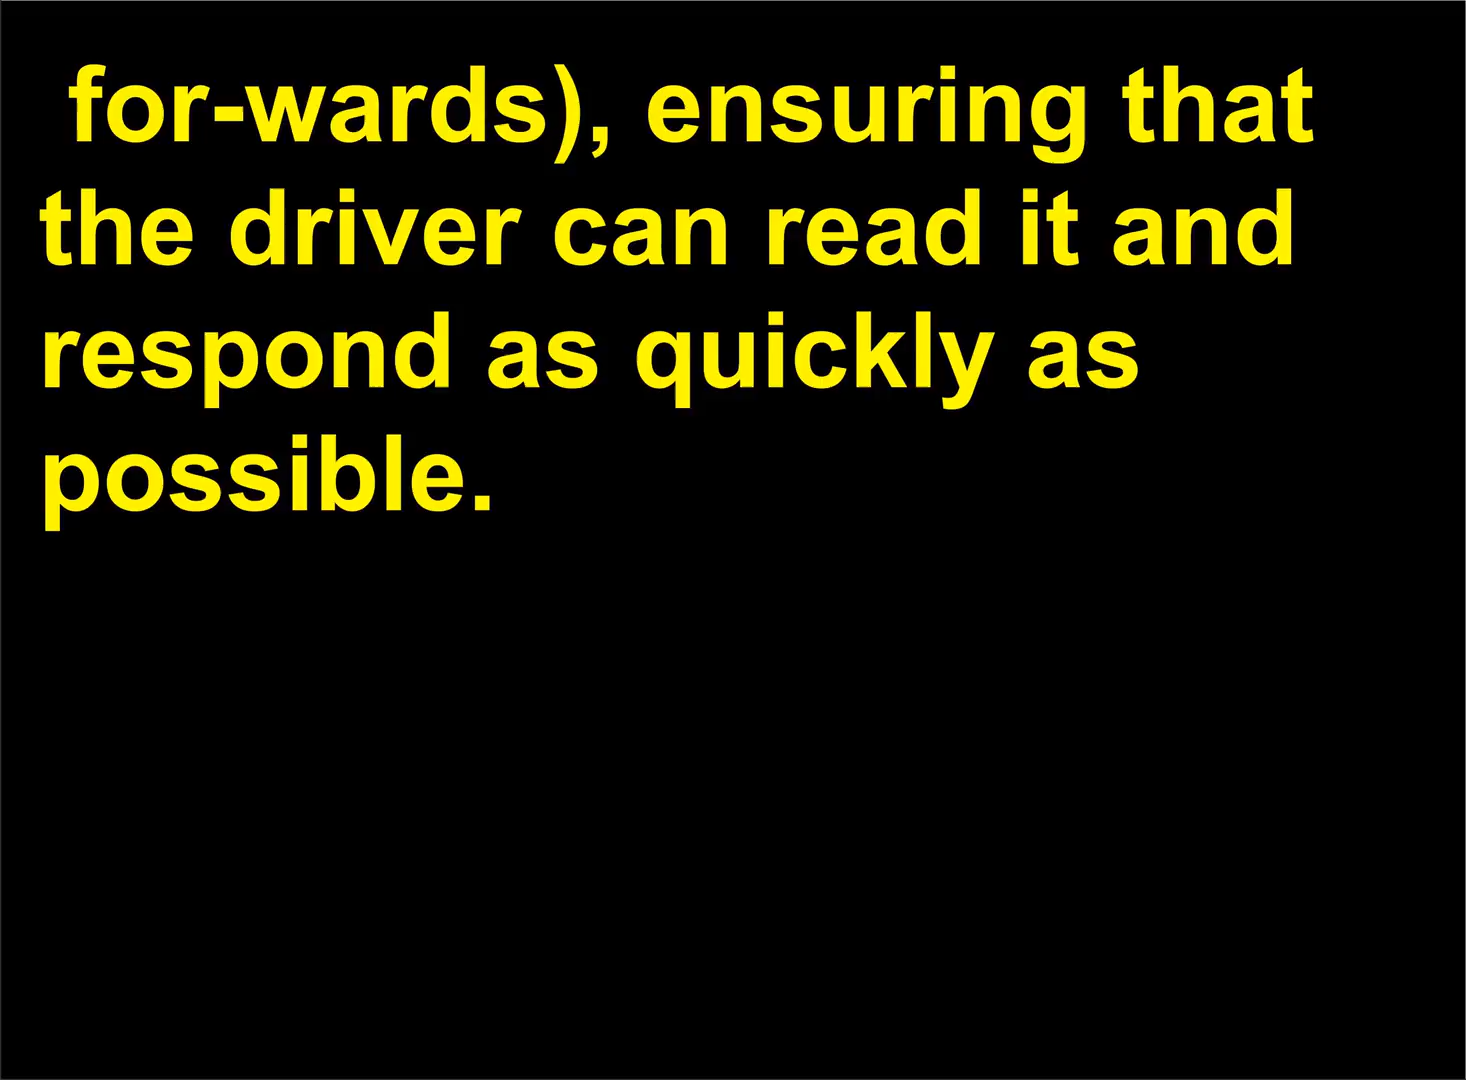 for-wards), ensuring that
the driver can read it and
respond as quickly as
possible.